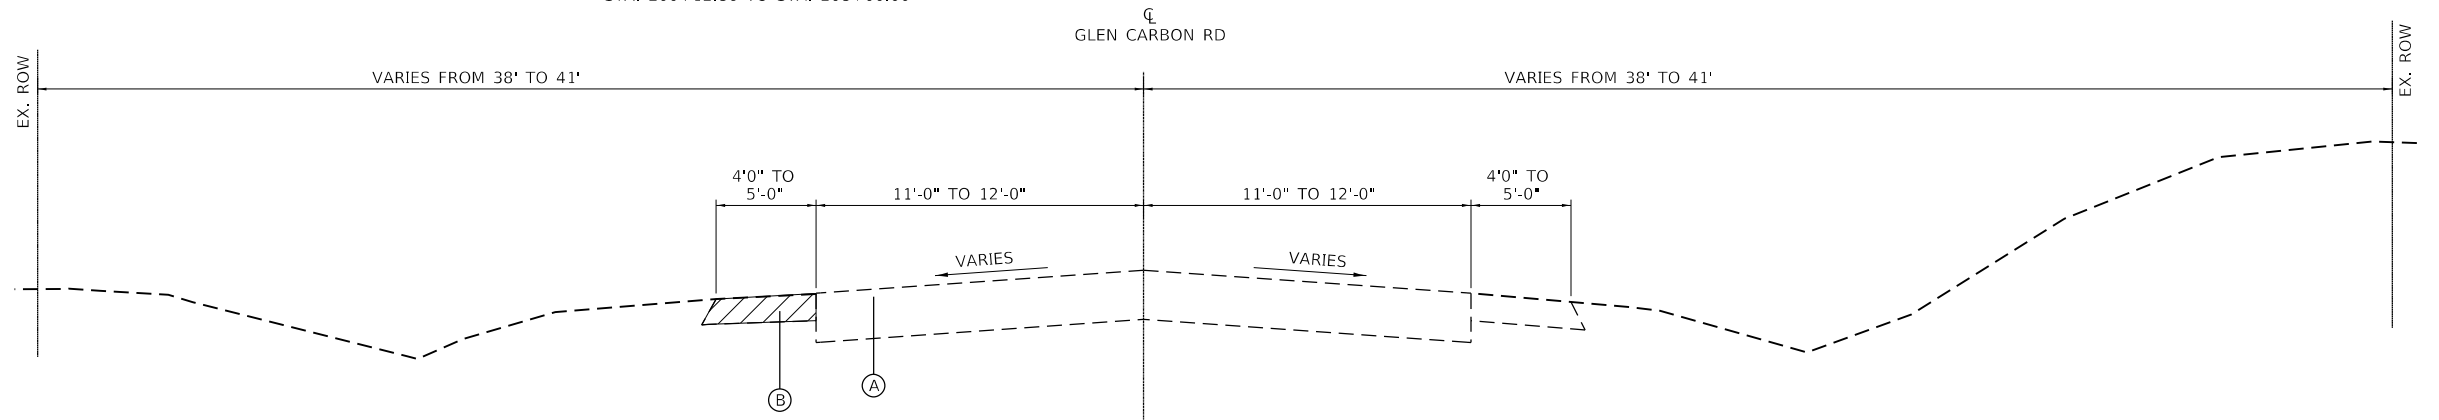 ℄
GLEN CARBON RD
EX. ROW
VARIES FROM 38' TO 41'
VARIES FROM 38' TO 41'
EX. ROW
4'0" TO
5'-0"
11'-0" TO 12'-0"
11'-0" TO 12'-0"
4'0" TO
5'-0"
VARIES
VARIES
A
B